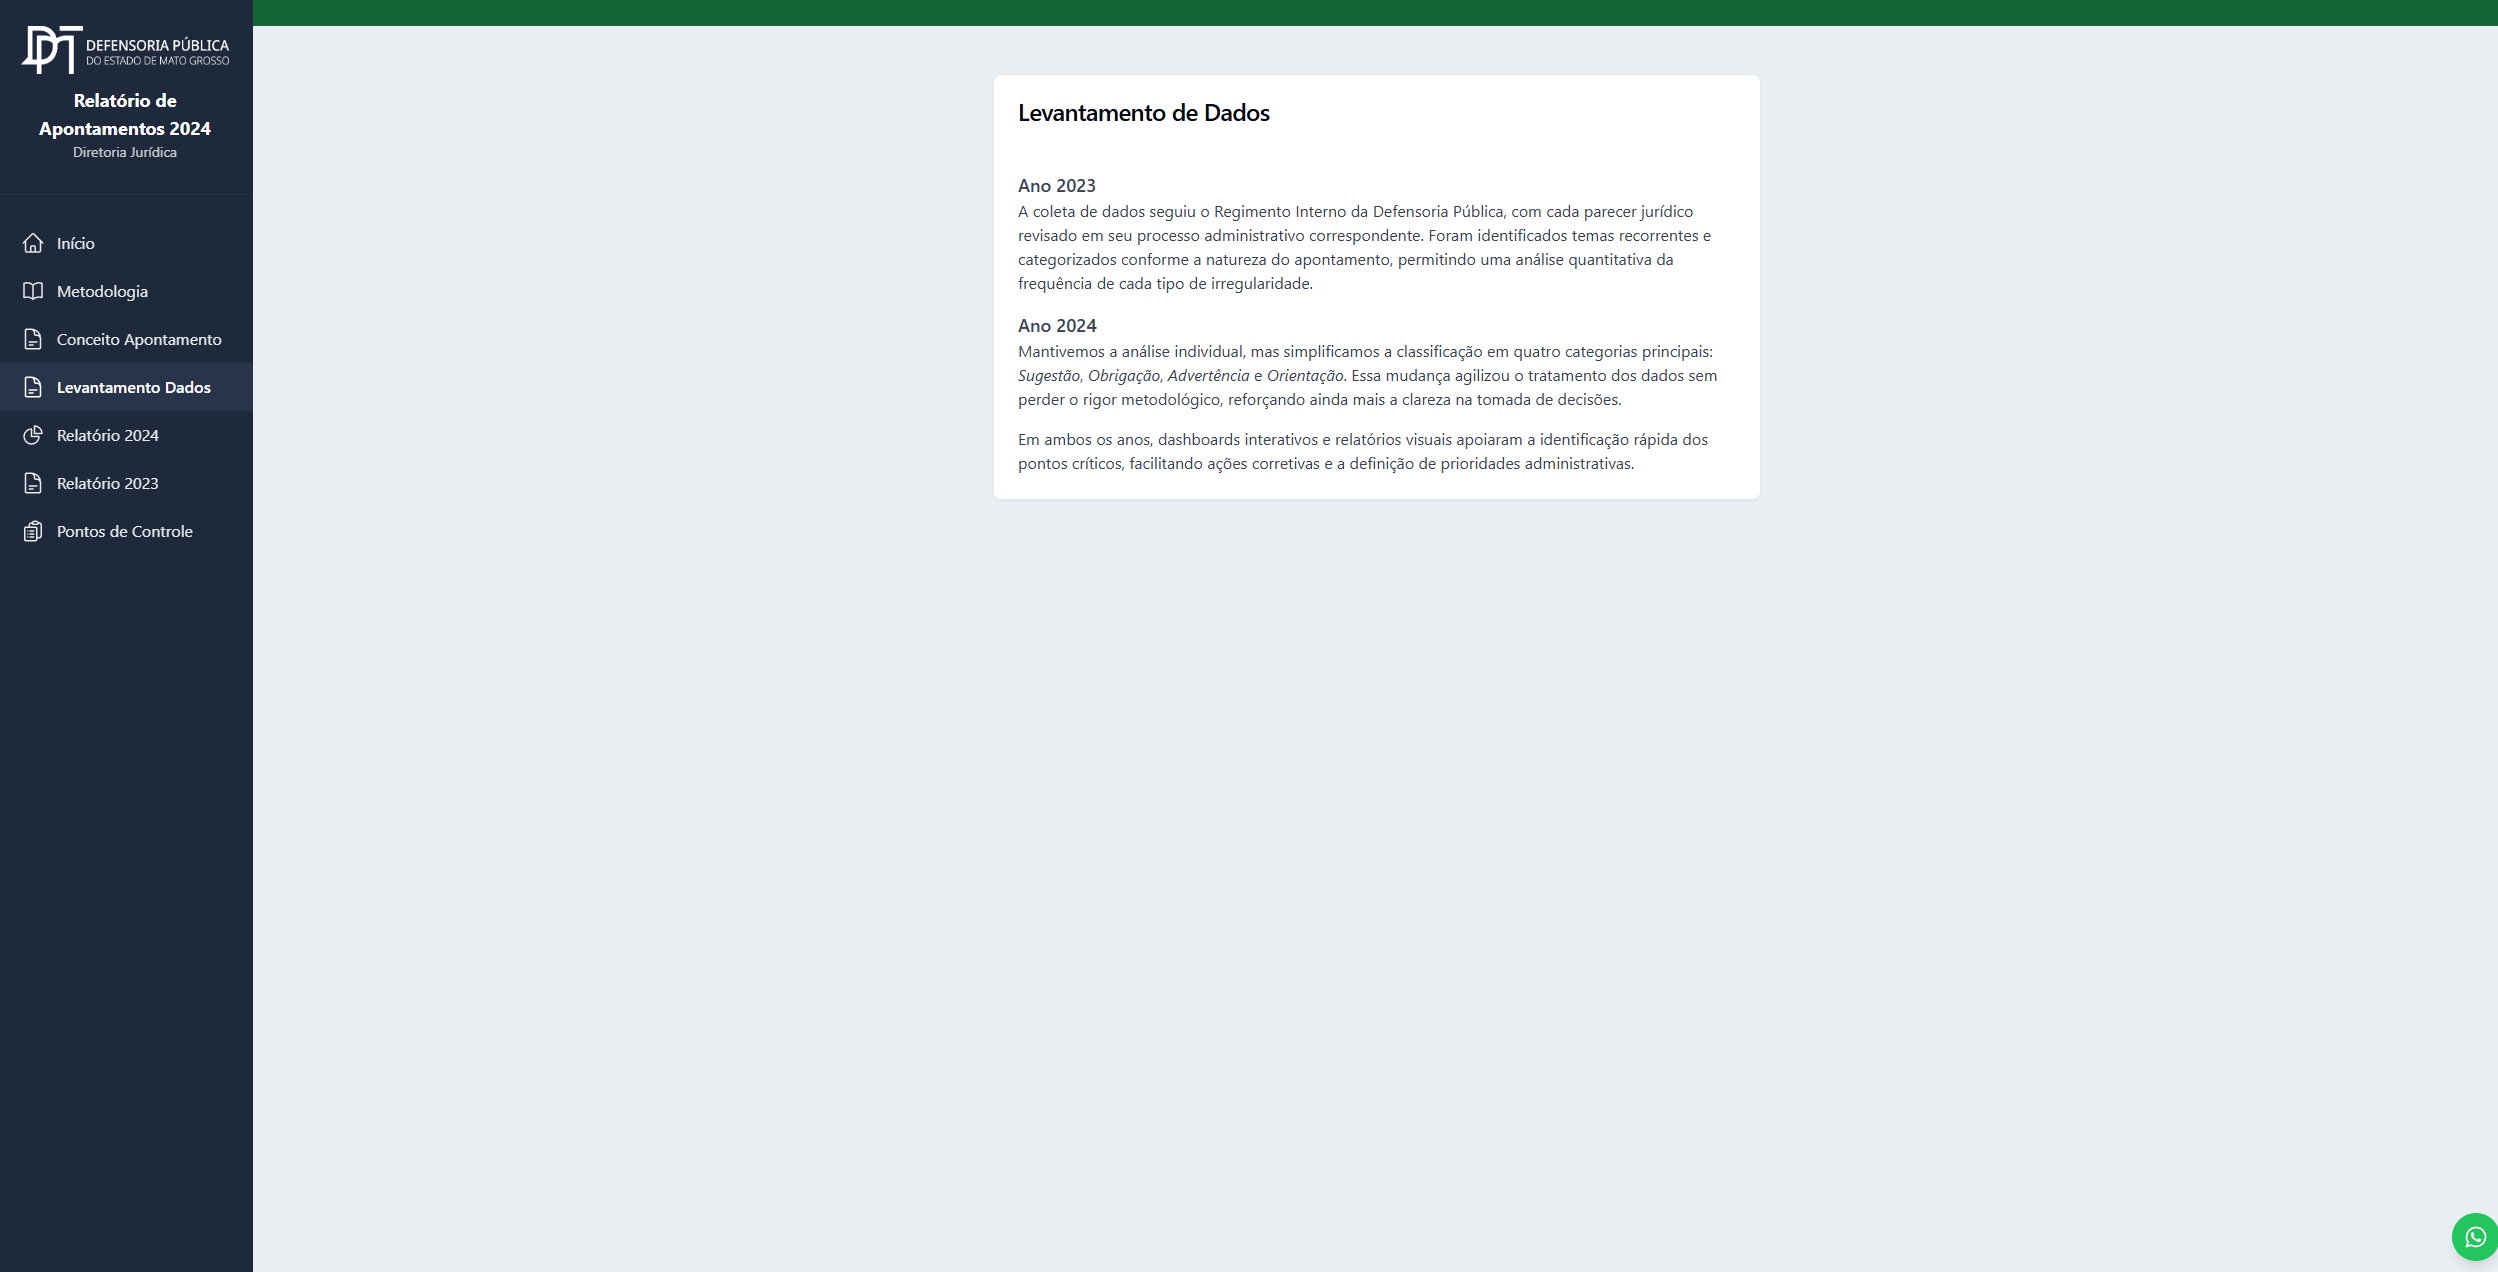 DEFENSORIA PÚBLICA
DO ESTADO DE MATO GROSSO
Relatório de
Apontamentos 2024
Diretoria Jurídica
Início
Metodologia
Conceito Apontamento
Levantamento Dados
Relatório 2024
Relatório 2023
Pontos de Controle
Levantamento de Dados
Ano 2023
A coleta de dados seguiu o Regimento Interno da Defensoria Pública, com cada parecer jurídico
revisado em seu processo administrativo correspondente. Foram identificados temas recorrentes e
categorizados conforme a natureza do apontamento, permitindo uma análise quantitativa da
frequência de cada tipo de irregularidade.
Ano 2024
Mantivemos a análise individual, mas simplificamos a classificação em quatro categorias principais:
Sugestão, Obrigação, Advertência e Orientação. Essa mudança agilizou o tratamento dos dados sem
perder o rigor metodológico, reforçando ainda mais a clareza na tomada de decisões.
Em ambos os anos, dashboards interativos e relatórios visuais apoiaram a identificação rápida dos
pontos críticos, facilitando ações corretivas e a definição de prioridades administrativas.